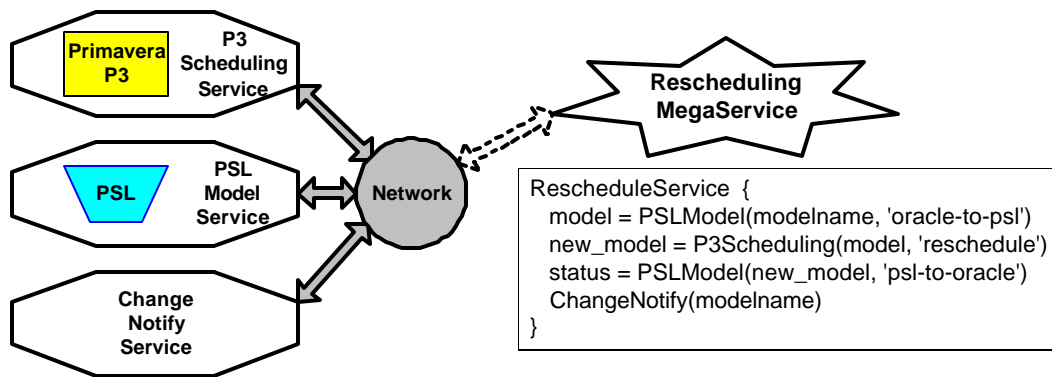 Primavera
P3
P3
Scheduling
Service
PSL
PSL
Model
Service
Change
Notify
Service
Network
Rescheduling
MegaService
RescheduleService {
model = PSLModel(modelname, 'oracle-to-psl')
new_model = P3Scheduling(model, 'reschedule')
status = PSLModel(new_model, 'psl-to-oracle')
ChangeNotify(modelname)
}